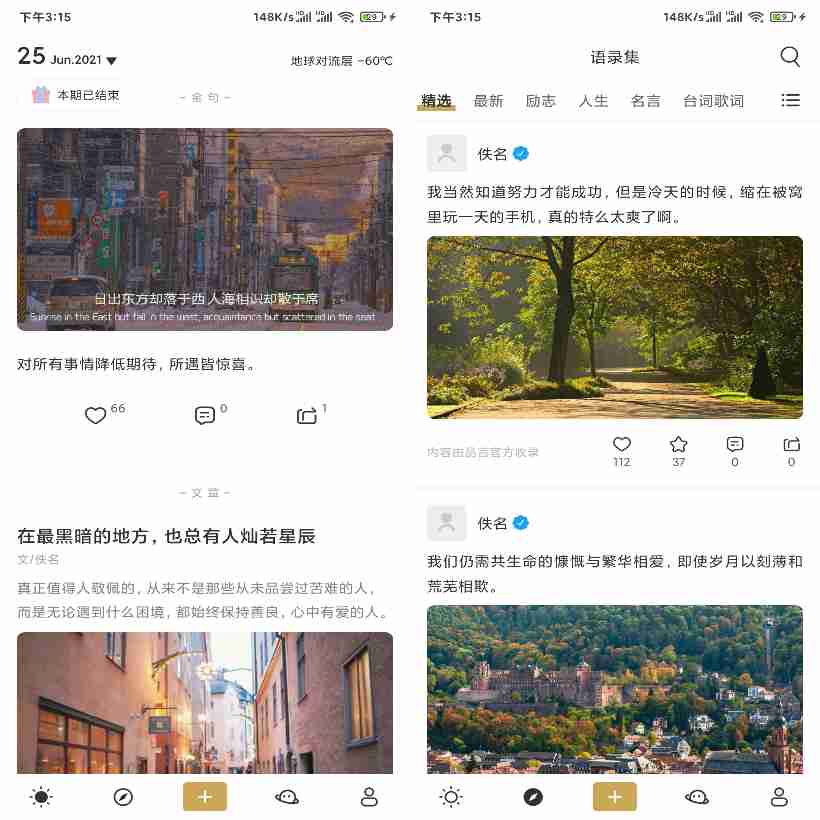 下午3:15
148K/s
29
25 Jun.2021
地球对流层 -60℃
本期已结束
- 金句 -
日出东方却落于西 人海相识却散于席
Sunrise in the East but fall in the west, acquaintance but scattered in the seat
对所有事情降低期待，所遇皆惊喜。
66
0
1
- 文章 -
在最黑暗的地方，也总有人灿若星辰
文/佚名
真正值得人敬佩的，从来不是那些从未品尝过苦难的人，
而是无论遇到什么困境，都始终保持善良，心中有爱的人。
下午3:15
148K/s
29
语录集
精选 最新 励志 人生 名言 台词歌词
佚名
我当然知道努力才能成功，但是冷天的时候，缩在被窝
里玩一天的手机，真的特么太爽了啊。
内容由品言官方收录
112
37
0
0
佚名
我们仍需共生命的慷慨与繁华相爱，即使岁月以刻薄和
荒芜相欺。